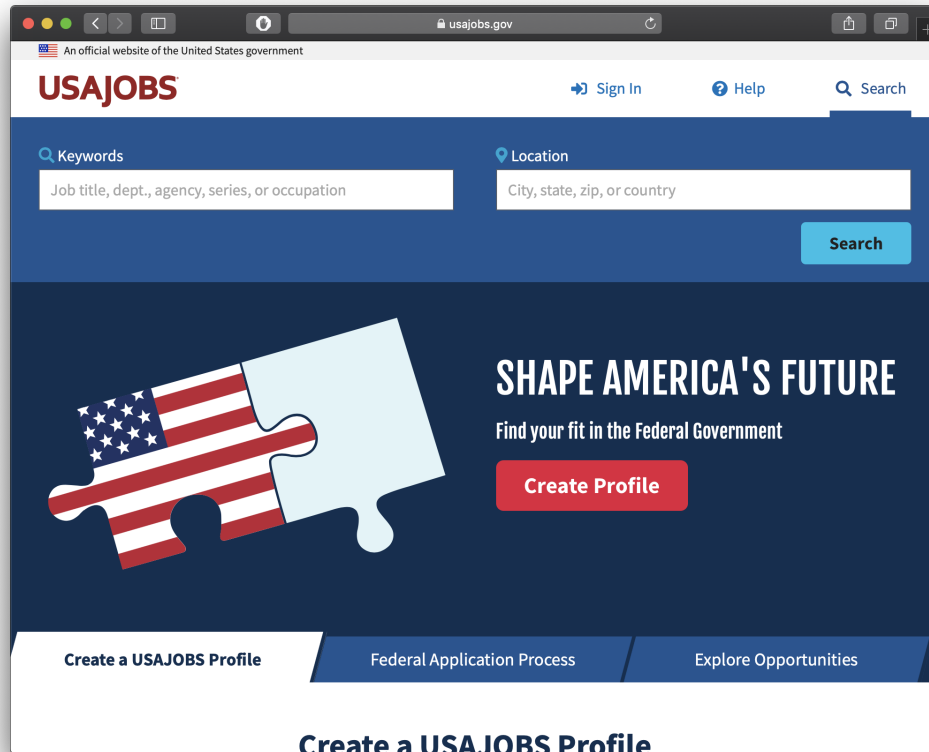 usajobs.gov
An official website of the United States government
USAJOBS
Sign In
Help
Search
Keywords
Location
Job title, dept., agency, series, or occupation
City, state, zip, or country
Search
SHAPE AMERICA'S FUTURE
Find your fit in the Federal Government
Create Profile
Create a USAJOBS Profile
Federal Application Process
Explore Opportunities
Create a USAJOBS Profile